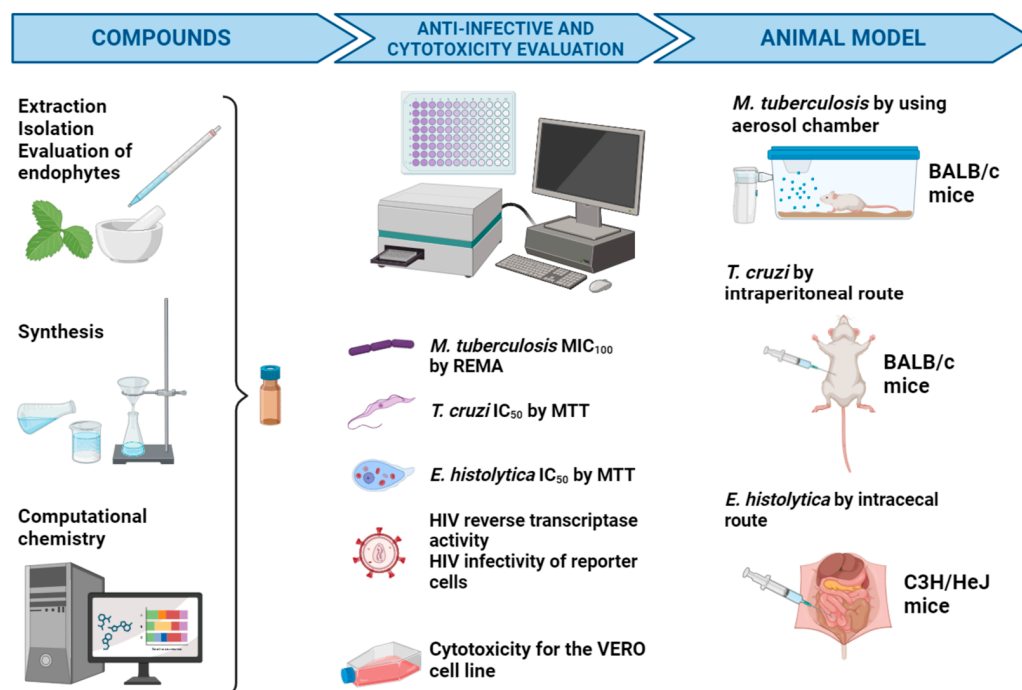 COMPOUNDS
ANTI-INFECTIVE AND
CYTOTOXICITY EVALUATION
ANIMAL MODEL
Extraction
Isolation
Evaluation of
endophytes
Synthesis
Computational
chemistry
M. tuberculosis MIC₁₀₀
by REMA
T. cruzi IC₅₀ by MTT
E. histolytica IC₅₀ by MTT
HIV reverse transcriptase
activity
HIV infectivity of reporter
cells
Cytotoxicity for the VERO
cell line
M. tuberculosis by using
aerosol chamber
BALB/c
mice
T. cruzi by
intraperitoneal route
BALB/c
mice
E. histolytica by intracecal
route
C3H/HeJ
mice